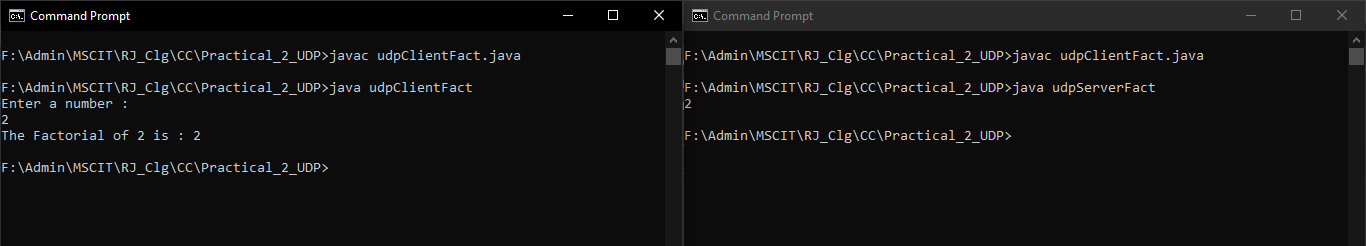 Command Prompt
F:\Admin\MSCIT\RJ_Clg\CC\Practical_2_UDP>javac udpClientFact.java
F:\Admin\MSCIT\RJ_Clg\CC\Practical_2_UDP>java udpClientFact
Enter a number :
2
The Factorial of 2 is : 2
F:\Admin\MSCIT\RJ_Clg\CC\Practical_2_UDP>
Command Prompt
F:\Admin\MSCIT\RJ_Clg\CC\Practical_2_UDP>javac udpClientFact.java
F:\Admin\MSCIT\RJ_Clg\CC\Practical_2_UDP>java udpServerFact
2
F:\Admin\MSCIT\RJ_Clg\CC\Practical_2_UDP>